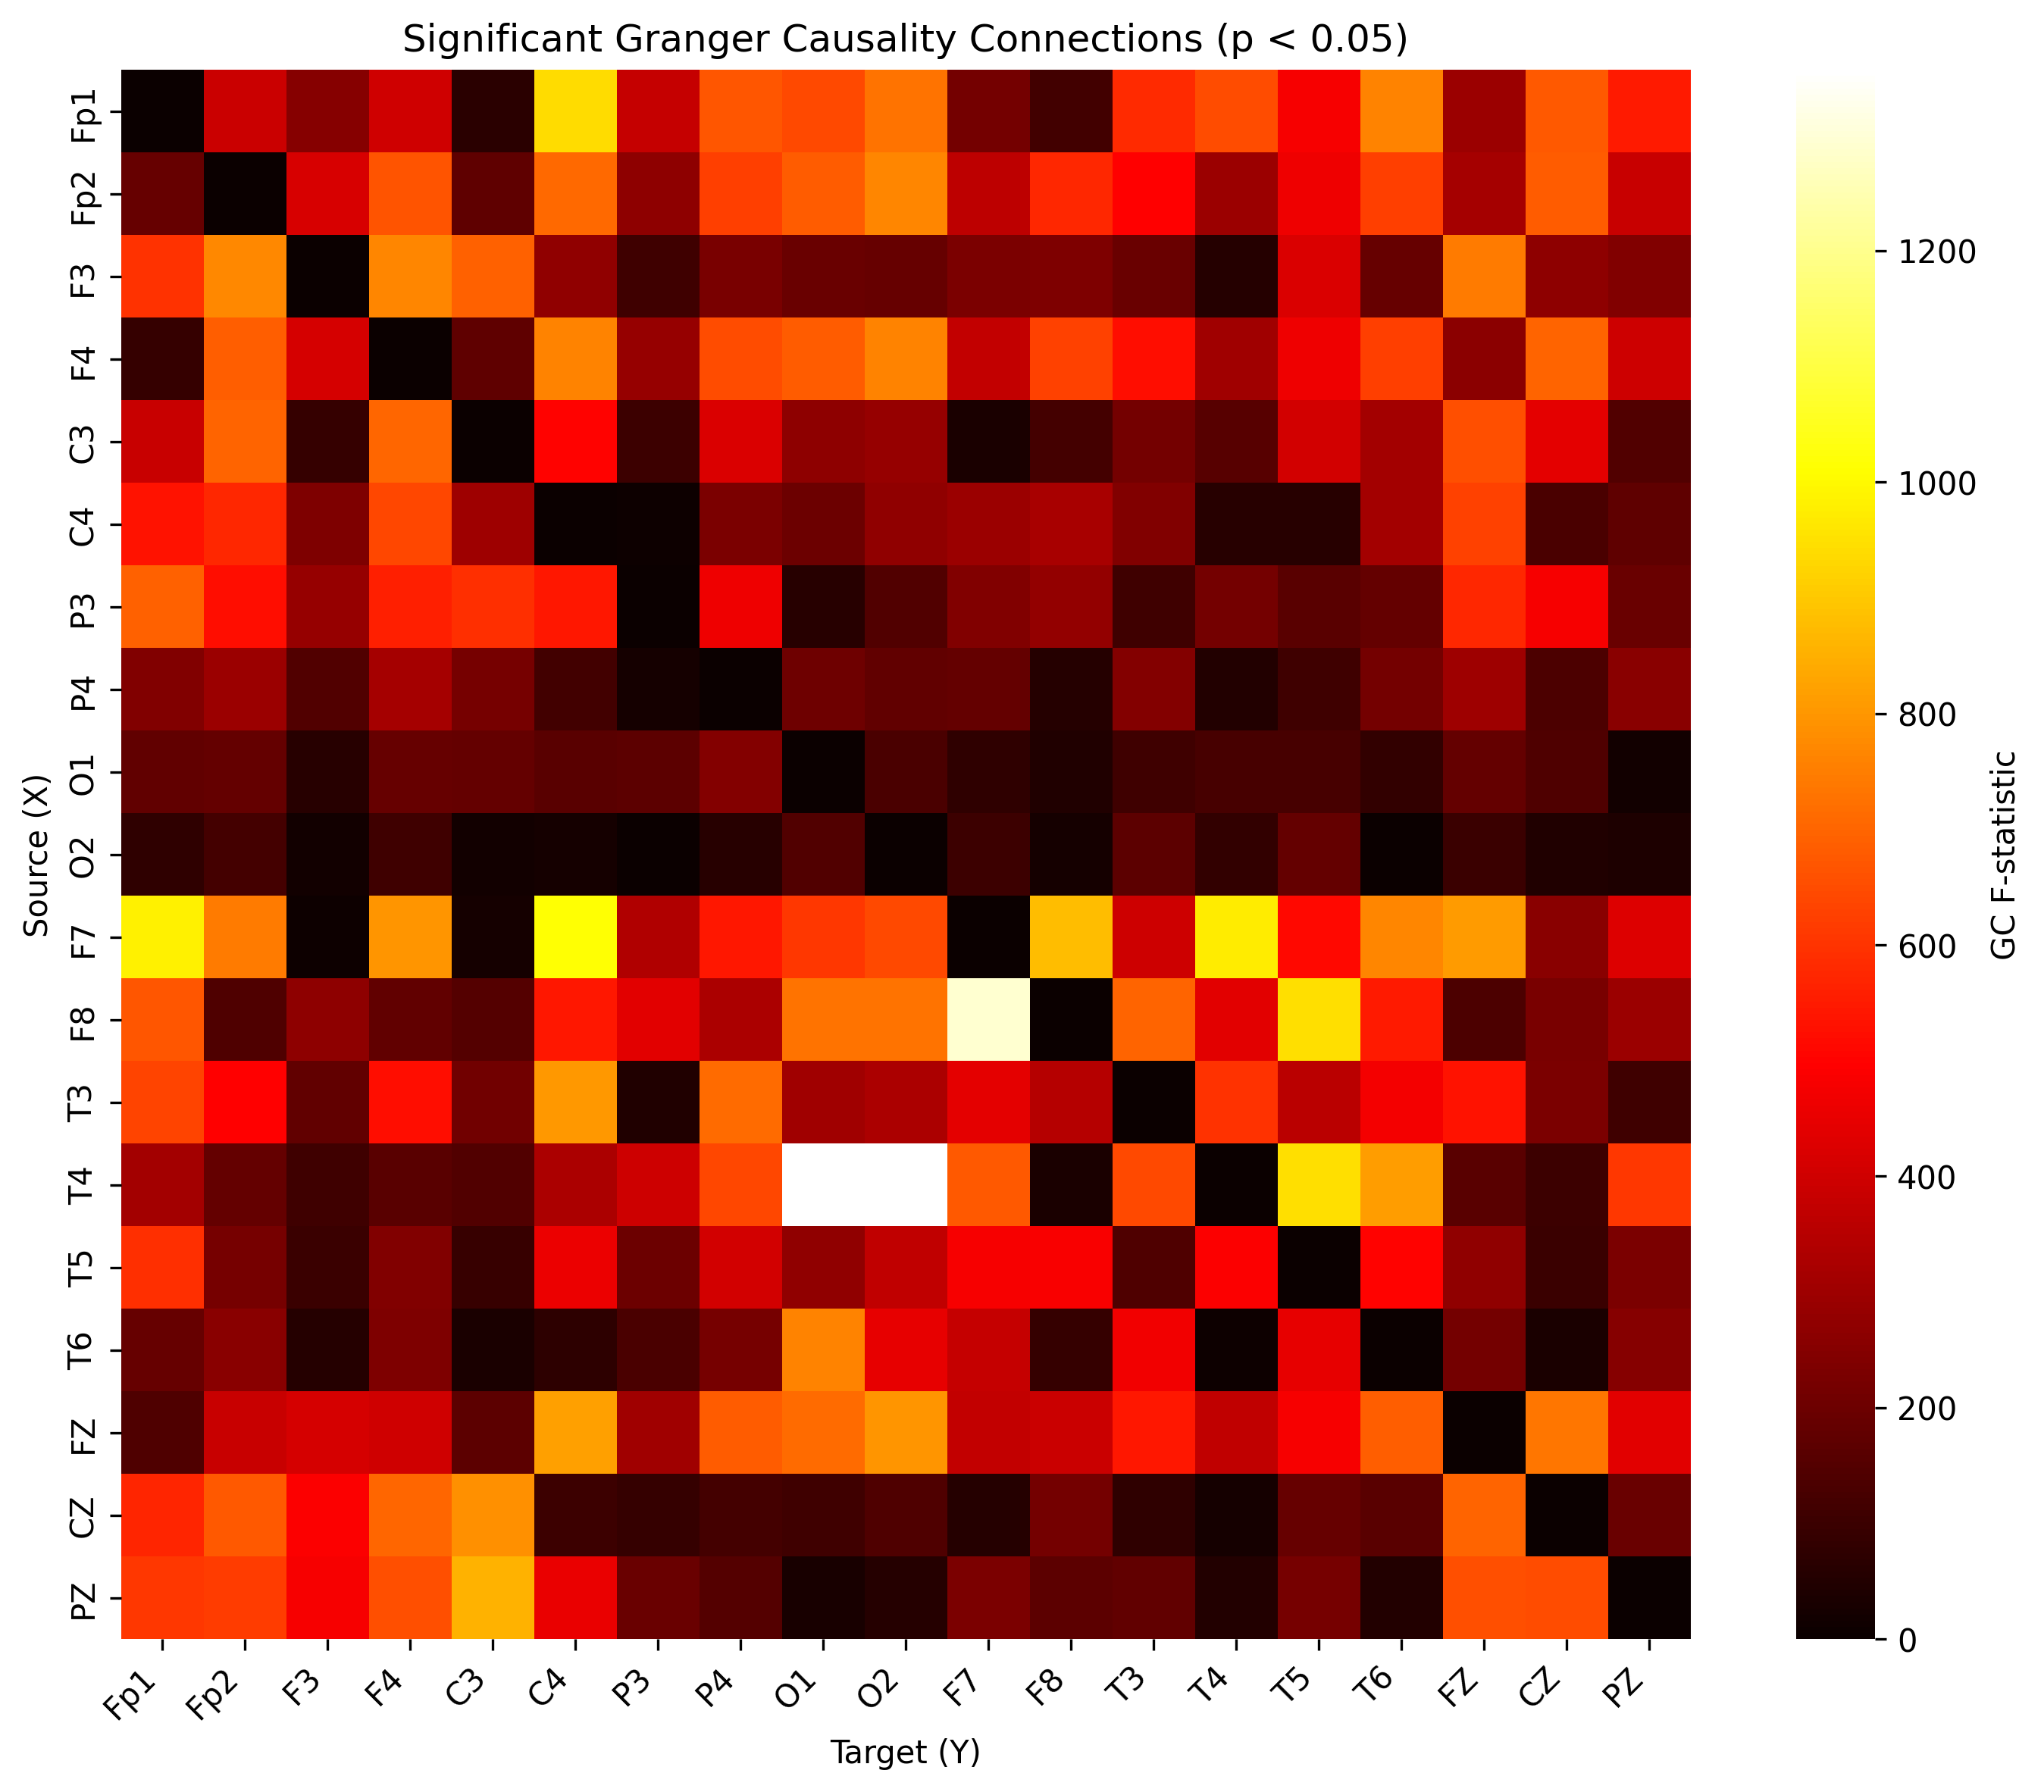 Significant Granger Causality Connections (p < 0.05)
Source (X)
Fp1
Fp2
F3
F4
C3
C4
P3
P4
O1
O2
F7
F8
T3
T4
T5
T6
FZ
CZ
PZ
Fp1 Fp2 F3 F4 C3 C4 P3 P4 O1 O2 F7 F8 T3 T4 T5 T6 FZ CZ PZ
Target (Y)
1200
1000
800
600
400
200
0
GC F-statistic